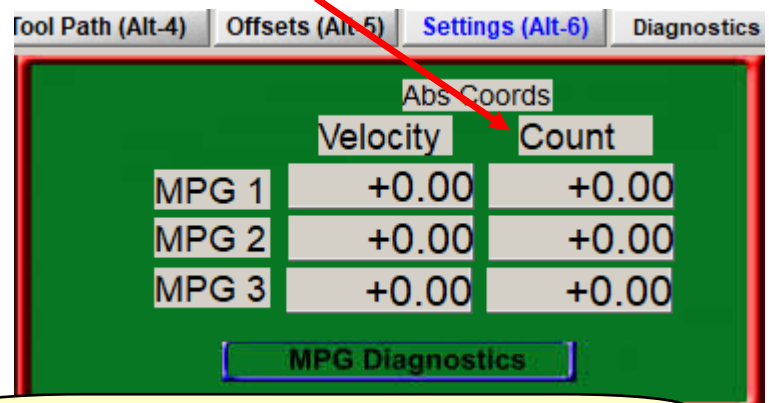 Tool Path (Alt-4) Offsets (Alt-5) Settings (Alt-6) Diagnostics
Abs Coords
Velocity Count
MPG 1 +0.00 +0.00
MPG 2 +0.00 +0.00
MPG 3 +0.00 +0.00
MPG Diagnostics